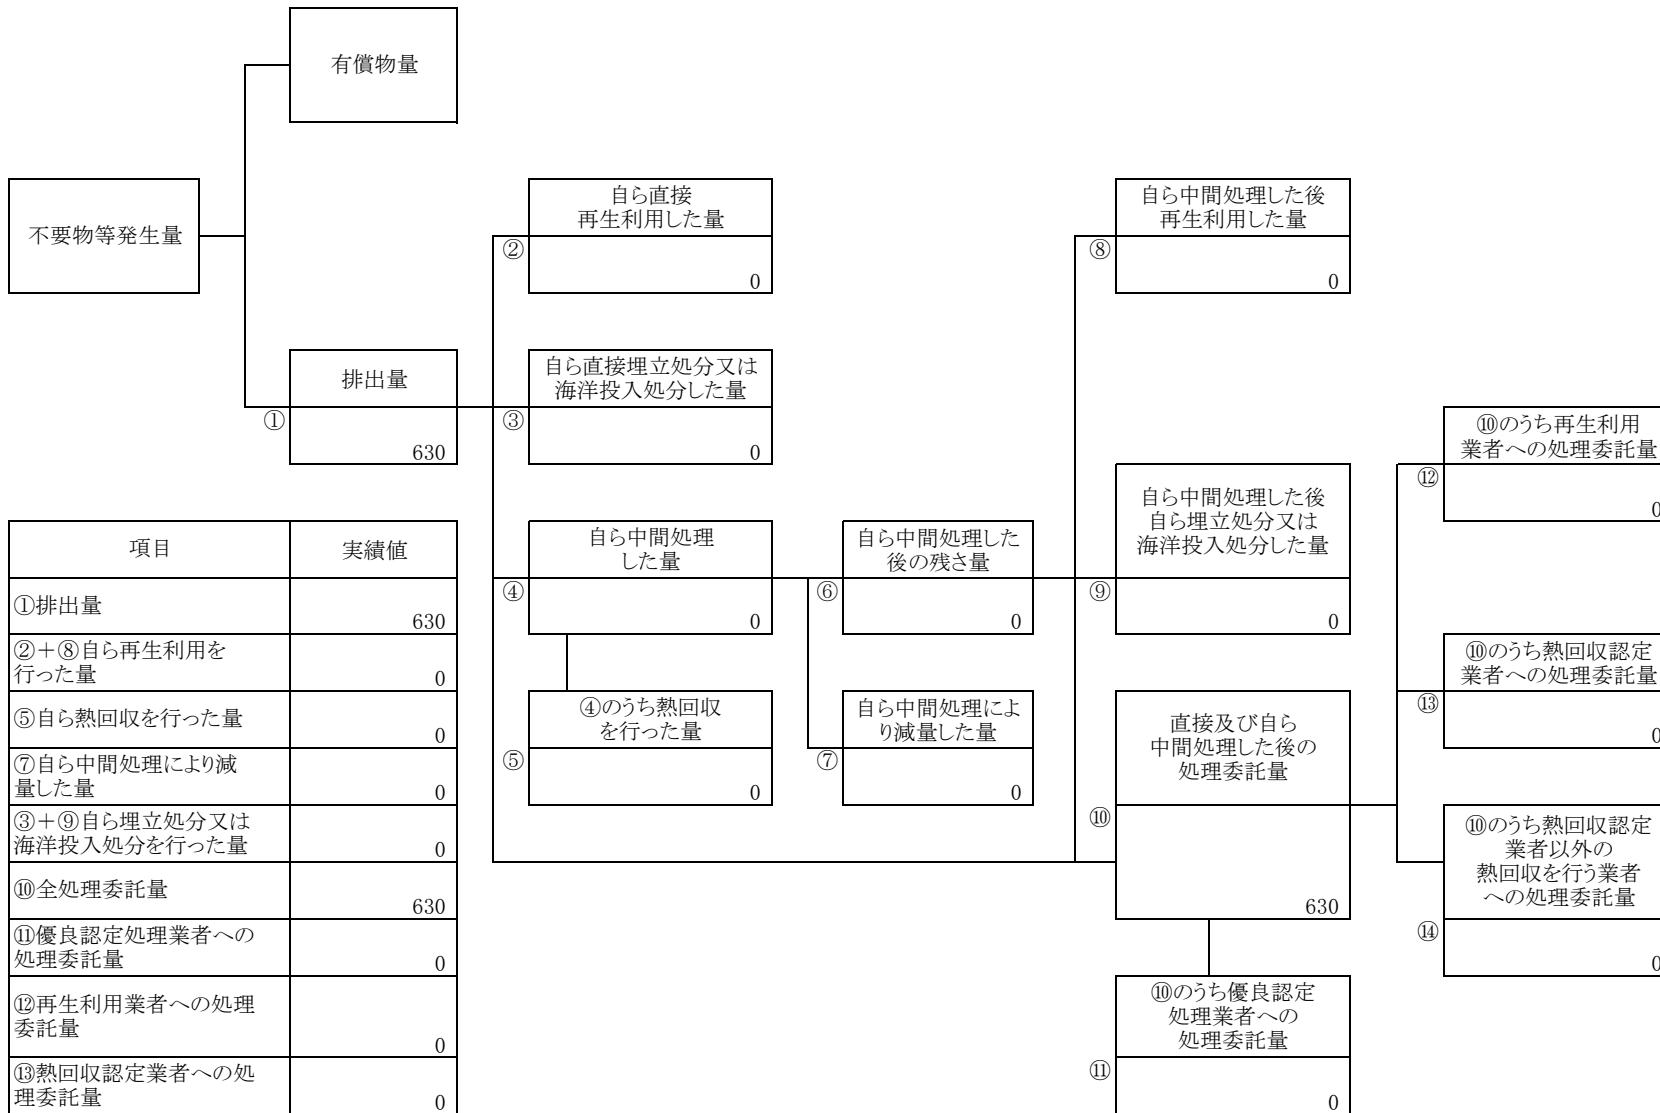 有償物量
不要物等発生量
自ら直接
再生利用した量
②
0
自ら中間処理した後
再生利用した量
⑧
0
排出量
①
630
自ら直接埋立処分又は
海洋投入処分した量
③
0
⑩のうち再生利用
業者への処理委託量
⑫
0
自ら中間処理した後
自ら埋立処分又は
海洋投入処分した量
⑨
0
自ら中間処理
した量
④
0
自ら中間処理した
後の残さ量
⑥
0
⑩のうち熱回収認定
業者への処理委託量
⑬
0
④のうち熱回収
を行った量
⑤
0
自ら中間処理によ
り減量した量
⑦
0
直接及び自ら
中間処理した後の
処理委託量
⑩
630
⑩のうち熱回収認定
業者以外の
熱回収を行う業者
への処理委託量
⑭
0
⑩のうち優良認定
処理業者への
処理委託量
⑪
0
項目 実績値
①排出量 630
②＋⑧自ら再生利用を
行った量 0
⑤自ら熱回収を行った量 0
⑦自ら中間処理により減
量した量 0
③＋⑨自ら埋立処分又は
海洋投入処分を行った量 0
⑩全処理委託量 630
⑪優良認定処理業者への
処理委託量 0
⑫再生利用業者への処理
委託量 0
⑬熱回収認定業者への処
理委託量 0